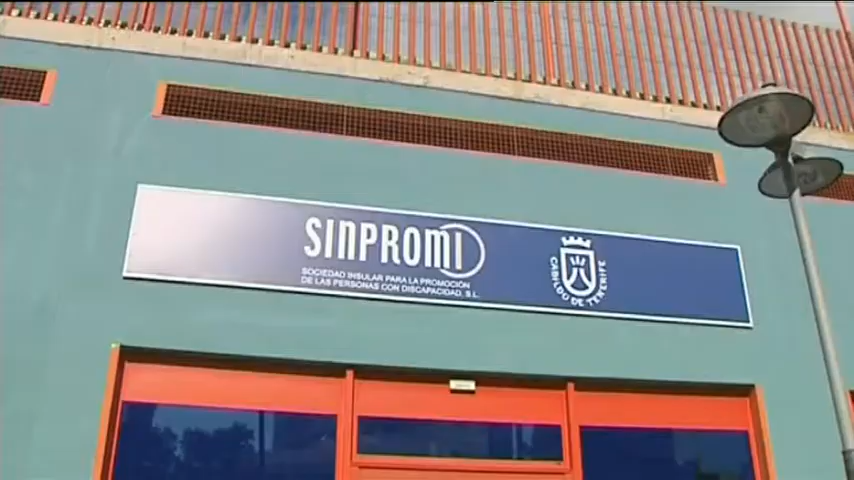 SINPROMI
SOCIEDAD INSULAR PARA LA PROMOCIÓN
DE LAS PERSONAS CON DISCAPACIDAD, S.L.
CABILDO DE TENERIFE